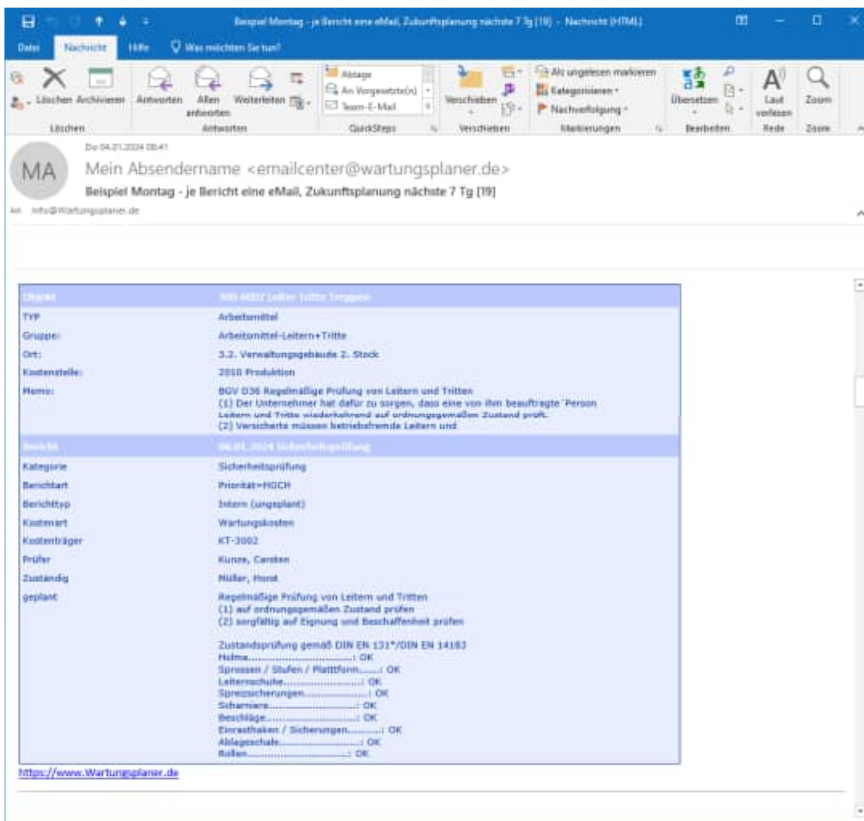 Beispiel Montag - je Bericht eine eMail, Zukunftsplanung nächste 7 Tg [19] - Nachricht (HTML)
Datei Nachricht Hilfe Was möchten Sie tun?
Löschen Archivieren Antworten Allen antworten Weiterleiten
Abtage
An Vorgesetzte(n)
Team-E-Mail
Verschieben
Als ungelesen markieren
Kategorisieren
Nachverfolgung
Übersetzen
Laut vorlesen
Zoom
Löschen Antworten QuickSteps Verschieben Markierungen Bearbeiten Rede Zoom
Do 04.01.2024 08:41
MA
Mein Absendername <emailcenter@wartungsplaner.de>
Beispiel Montag - je Bericht eine eMail, Zukunftsplanung nächste 7 Tg [19]
An Info@Wartungsplaner.de
Objekt Leiter Tritte Treppen
TYP Arbeitsmittel
Gruppe: Arbeitsmittel-Leitern+Tritte
Ort: 3.2. Verwaltungsgebäude 2. Stock
Kostenstelle: 2010 Produktion
Memo: BGV D36 Regelmäßige Prüfung von Leitern und Tritten
(1) Der Unternehmer hat dafür zu sorgen, dass eine von ihm beauftragte Person
Leitern und Tritte wiederkehrend auf ordnungsgemäßen Zustand prüft.
(2) Versicherte müssen betriebsfremde Leitern und
Bericht 06.01.2024 Sicherheitsprüfung
Kategorie Sicherheitsprüfung
Berichtart Priorität=HOCH
Berichttyp Intern (ungeplant)
Kostenart Wartungskosten
Kostenträger KT-3002
Prüfer Kunze, Carsten
Zuständig Müller, Horst
geplant Regelmäßige Prüfung von Leitern und Tritten
(1) auf ordnungsgemäßen Zustand prüfen
(2) sorgfältig auf Eignung und Beschaffenheit prüfen
Zustandsprüfung gemäß DIN EN 131*/DIN EN 14183
Holme..............................: OK
Sprossen / Stufen / Plattform......: OK
Leiternschuhe......................: OK
Spreizsicherungen..................: OK
Scharniere.........................: OK
Beschläge..........................: OK
Einrasthaken / Sicherungen.........: OK
Ablageschale.......................: OK
Rollen.............................: OK
https://www.Wartungsplaner.de